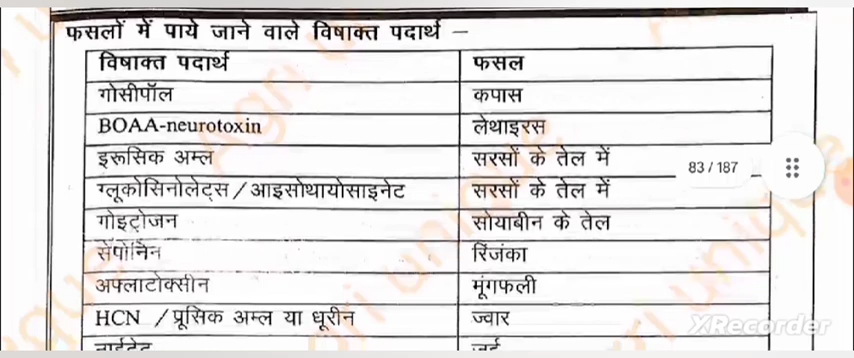 फसलों में पाये जाने वाले विषाक्त पदार्थ –
विषाक्त पदार्थ फसल
गोसीपॉल कपास
BOAA-neurotoxin लेथाइरस
इरूसिक अम्ल सरसों के तेल में
83 / 187
ग्लूकोसिनोलेट्स / आइसोथायोसाइनेट सरसों के तेल में
गोइट्रोजन सोयाबीन के तेल
सेपोनिन रिंजका
अफ्लाटोक्सीन मूंगफली
HCN / प्रूसिक अम्ल या धूरीन ज्वार
XRecorder